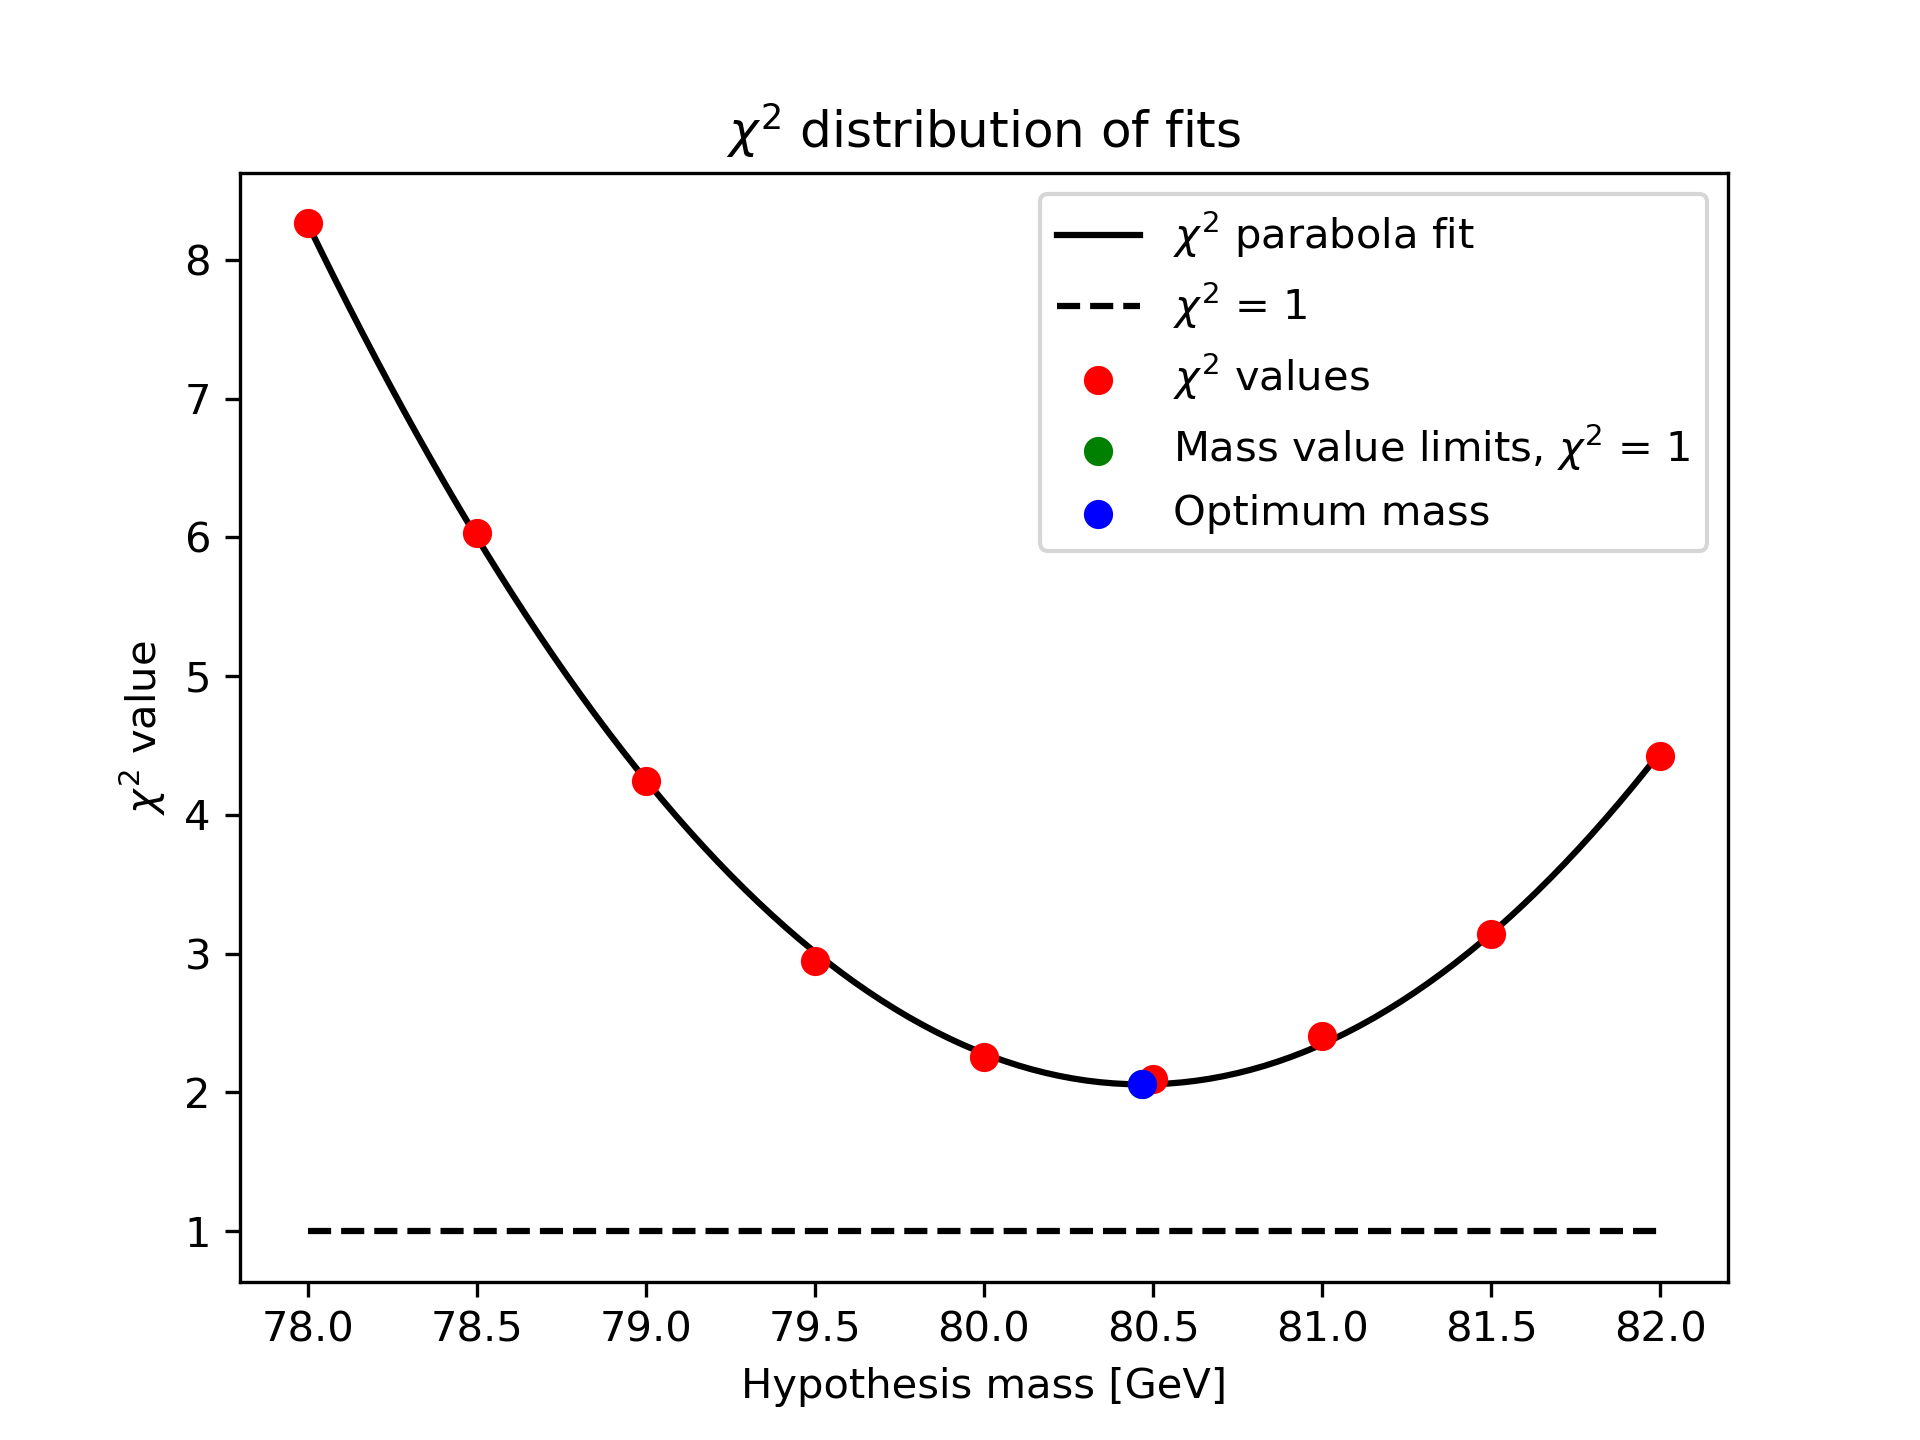 χ² distribution of fits
χ² parabola fit
χ² = 1
χ² values
Mass value limits, χ² = 1
Optimum mass
χ² value
8
7
6
5
4
3
2
1
78.0 78.5 79.0 79.5 80.0 80.5 81.0 81.5 82.0
Hypothesis mass [GeV]